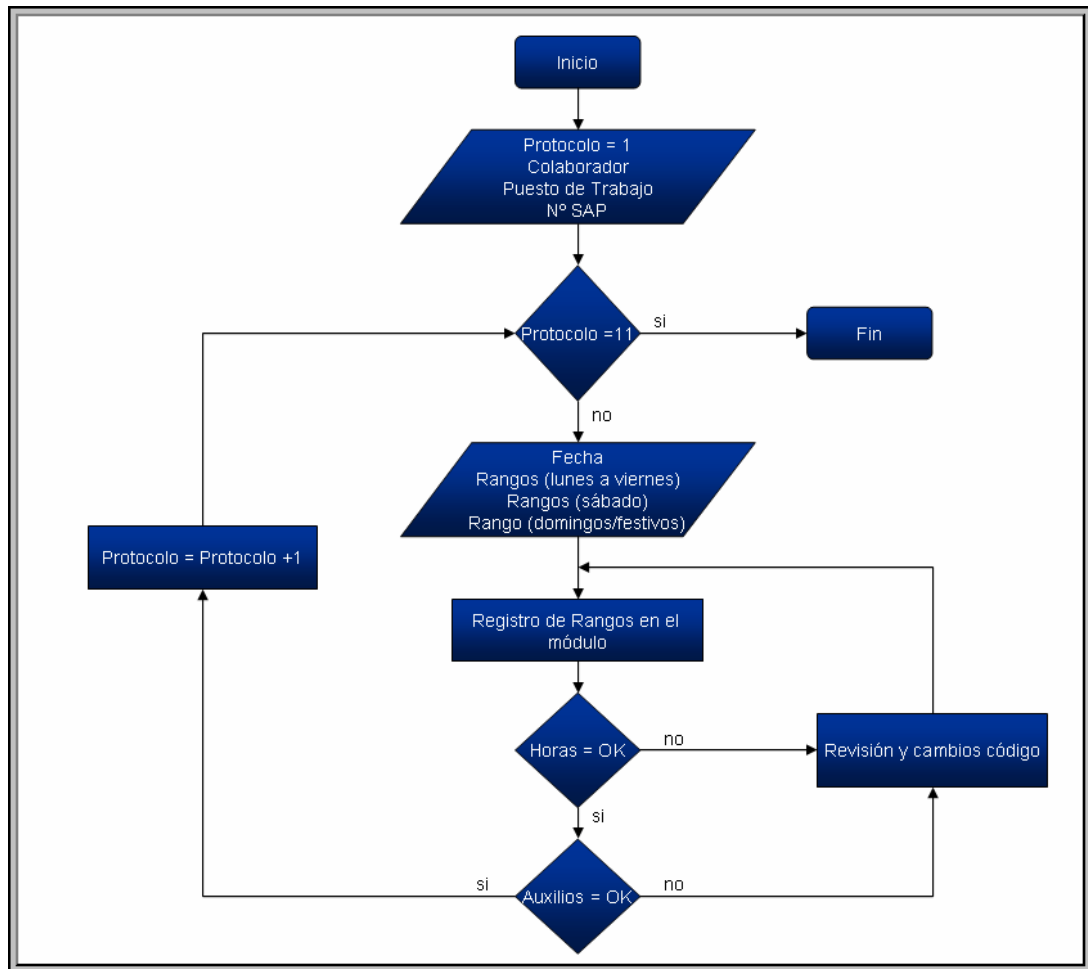 Inicio
Protocolo = 1
Colaborador
Puesto de Trabajo
Nº SAP
Protocolo =11
si
Fin
no
Fecha
Rangos (lunes a viernes)
Rangos (sábado)
Rango (domingos/festivos)
Protocolo = Protocolo +1
Registro de Rangos en el
módulo
Horas = OK
no
Revisión y cambios código
si
Auxilios = OK
si
no